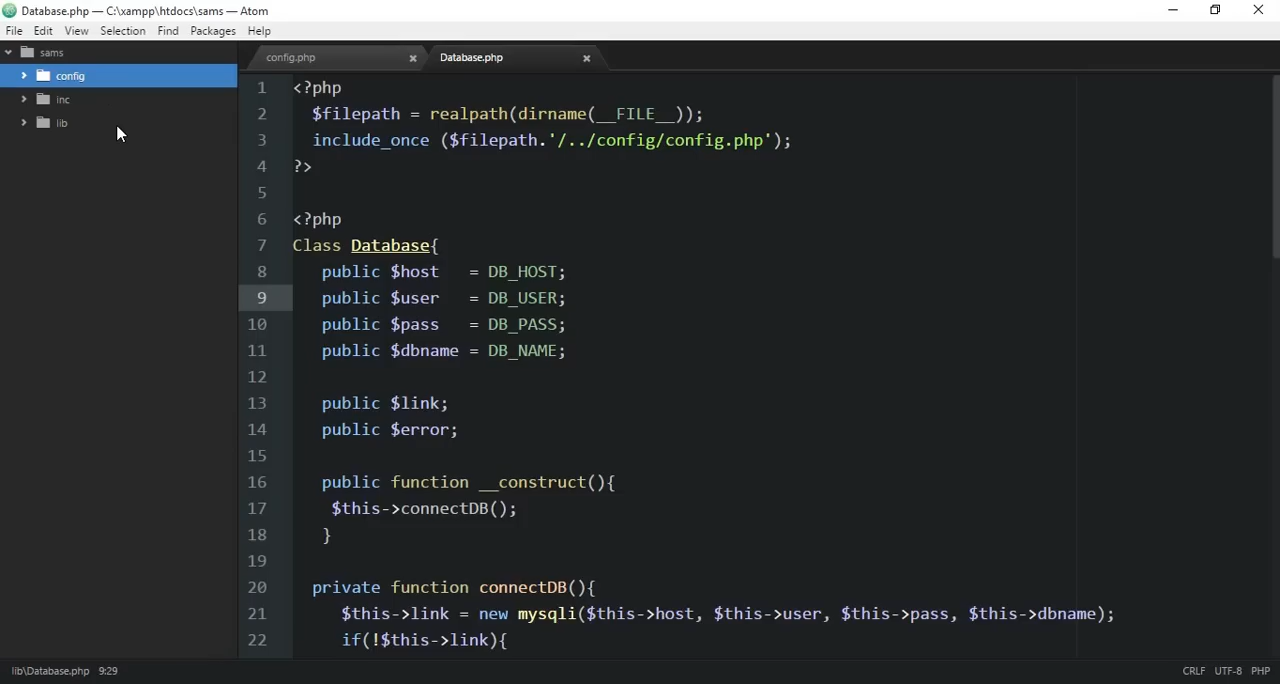 Database.php — C:\xampp\htdocs\sams — Atom
File Edit View Selection Find Packages Help
sams
config
inc
lib
config.php
Database.php
1 <?php
2 $filepath = realpath(dirname(__FILE__));
3 include_once ($filepath.'/../config/config.php');
4 ?>
5
6 <?php
7 Class Database{
8 public $host = DB_HOST;
9 public $user = DB_USER;
10 public $pass = DB_PASS;
11 public $dbname = DB_NAME;
12
13 public $link;
14 public $error;
15
16 public function __construct(){
17 $this->connectDB();
18 }
19
20 private function connectDB(){
21 $this->link = new mysqli($this->host, $this->user, $this->pass, $this->dbname);
22 if(!$this->link){
lib\Database.php 9:29 CRLF UTF-8 PHP